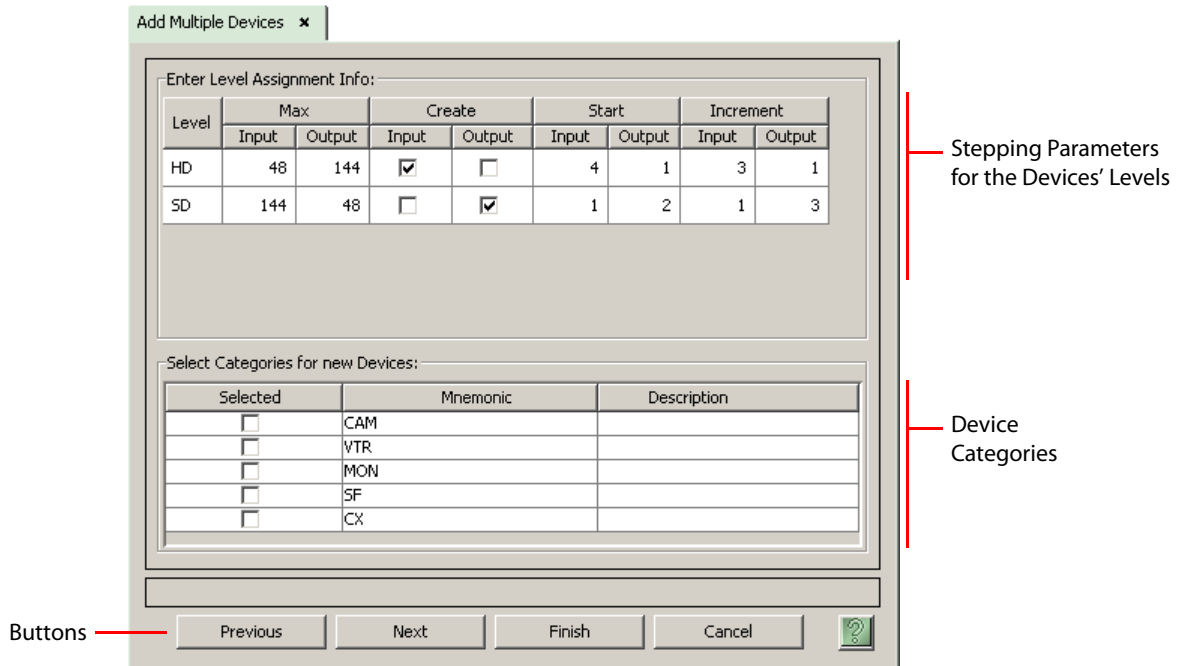 Add Multiple Devices ×
Enter Level Assignment Info:
Level Max Create Start Increment
Input Output Input Output Input Output Input Output
HD 48 144 4 1 3 1
SD 144 48 1 2 1 3
Stepping Parameters
for the Devices’ Levels
Select Categories for new Devices:
Selected Mnemonic Description
CAM
VTR
MON
SF
CX
Device
Categories
Buttons
Previous Next Finish Cancel ?